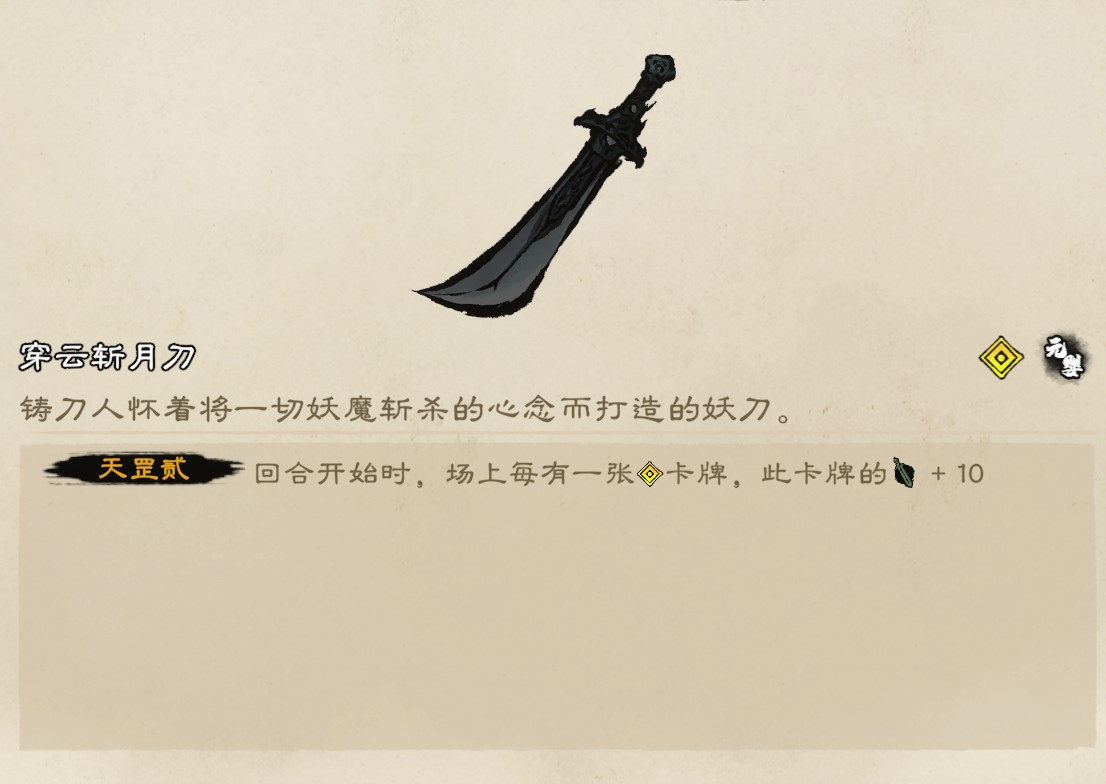 穿云斩月刀
元婴
铸刀人怀着将一切妖魔斩杀的心念而打造的妖刀。
天罡贰 回合开始时，场上每有一张卡牌，此卡牌的 + 10